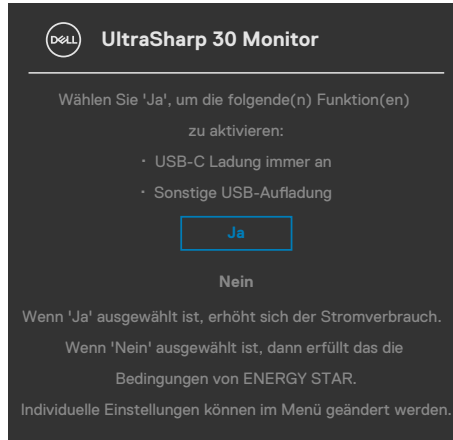 DELL UltraSharp 30 Monitor
Wählen Sie 'Ja', um die folgende(n) Funktion(en)
zu aktivieren:
· USB-C Ladung immer an
· Sonstige USB-Aufladung
Ja
Nein
Wenn 'Ja' ausgewählt ist, erhöht sich der Stromverbrauch.
Wenn 'Nein' ausgewählt ist, dann erfüllt das die
Bedingungen von ENERGY STAR.
Individuelle Einstellungen können im Menü geändert werden.